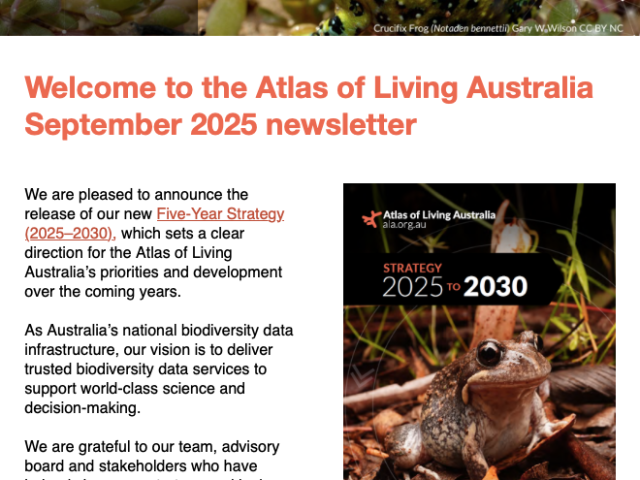 Crucifix Frog (Notaden bennettii) Gary W Wilson CC BY NC
Welcome to the Atlas of Living Australia
September 2025 newsletter
We are pleased to announce the
release of our new Five-Year Strategy
(2025–2030), which sets a clear
direction for the Atlas of Living
Australia’s priorities and development
over the coming years.
As Australia’s national biodiversity data
infrastructure, our vision is to deliver
trusted biodiversity data services to
support world-class science and
decision-making.
We are grateful to our team, advisory
board and stakeholders who have
Atlas of Living Australia
ala.org.au
STRATEGY
2025 TO 2030